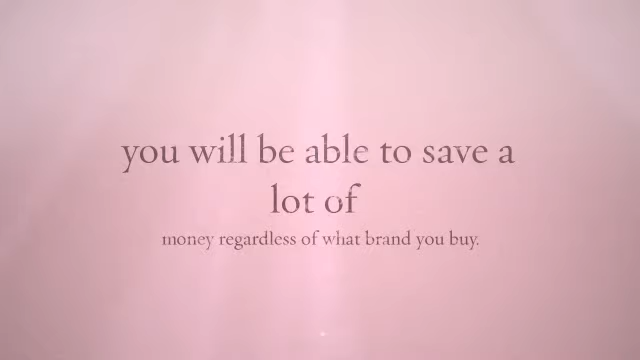 you will be able to save a
lot of
money regardless of what brand you buy.